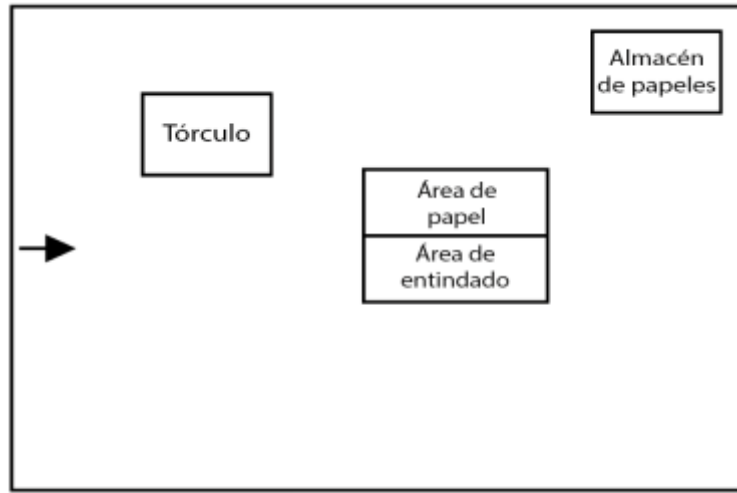 Almacén
de papeles
Tórculo
Área de
papel
Área de
entindado